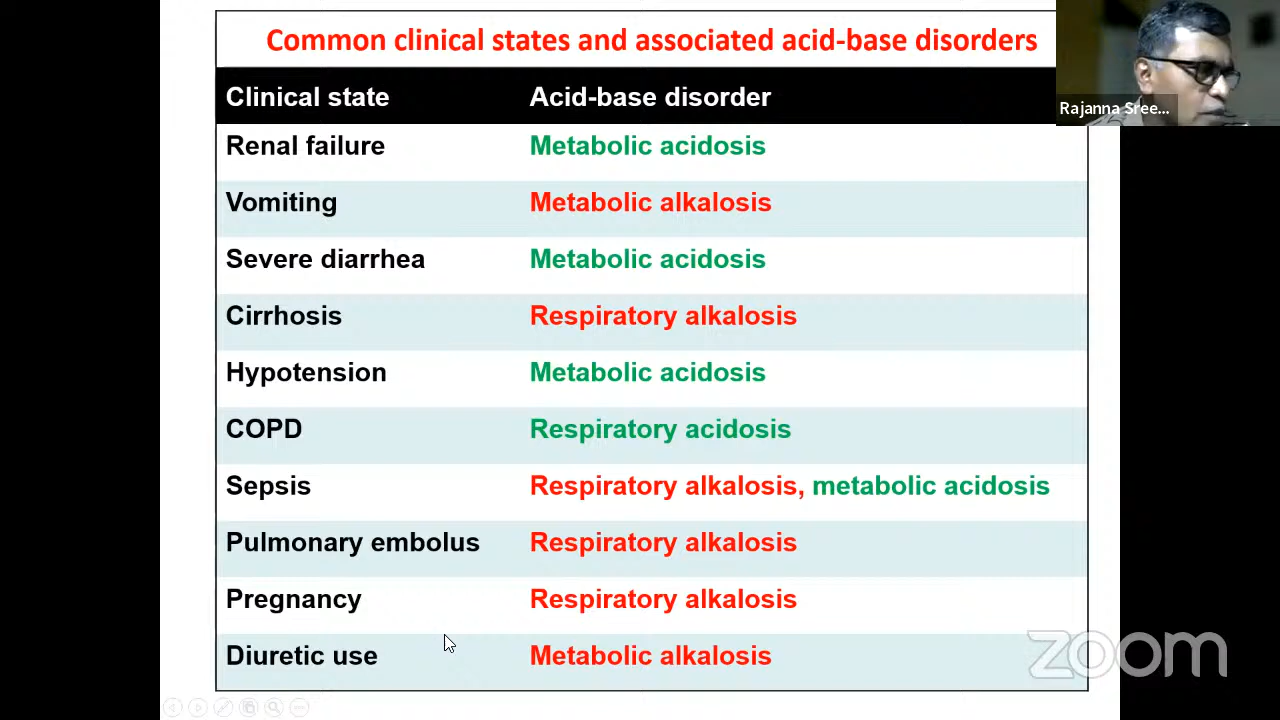 Common clinical states and associated acid-base disorders
Clinical state Acid-base disorder
Renal failure Metabolic acidosis
Vomiting Metabolic alkalosis
Severe diarrhea Metabolic acidosis
Cirrhosis Respiratory alkalosis
Hypotension Metabolic acidosis
COPD Respiratory acidosis
Sepsis Respiratory alkalosis, metabolic acidosis
Pulmonary embolus Respiratory alkalosis
Pregnancy Respiratory alkalosis
Diuretic use Metabolic alkalosis
Rajanna Sree...
zoom